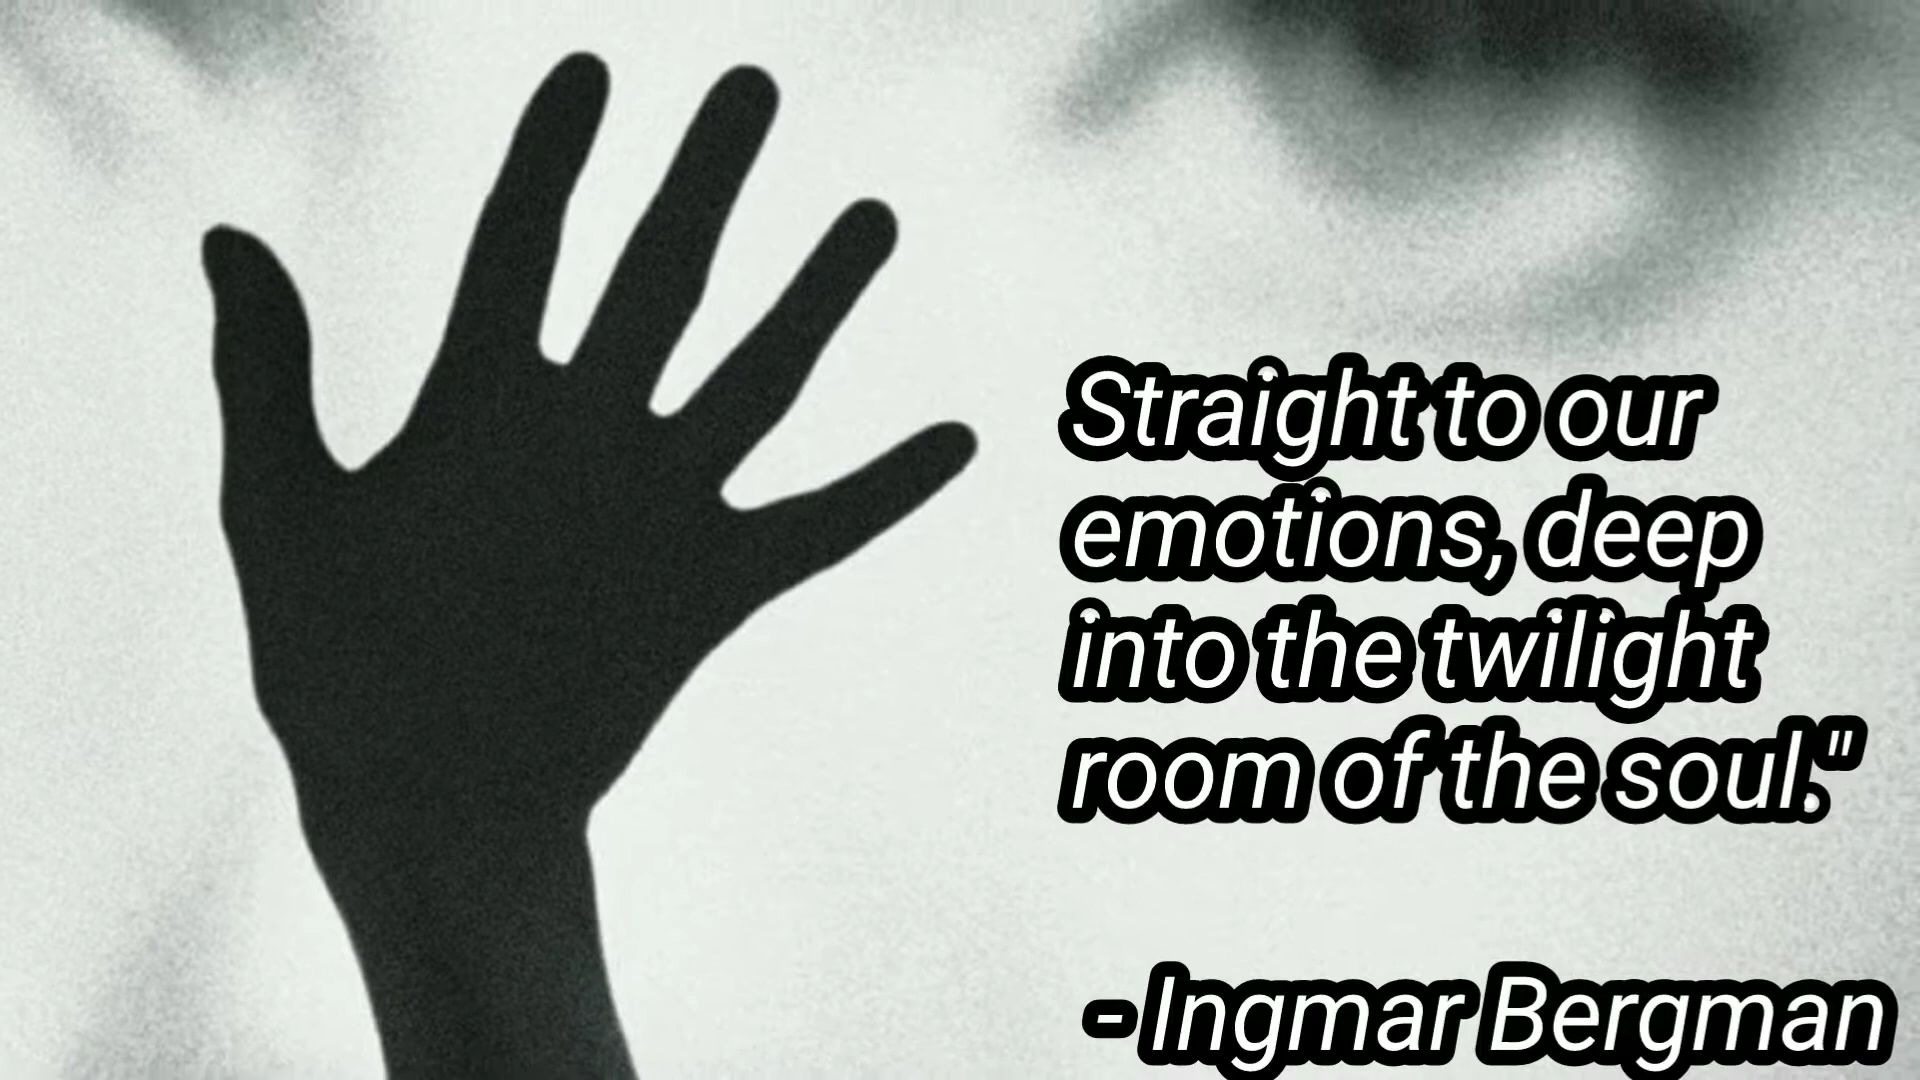 Straight to our
emotions, deep
into the twilight
room of the soul."
- Ingmar Bergman